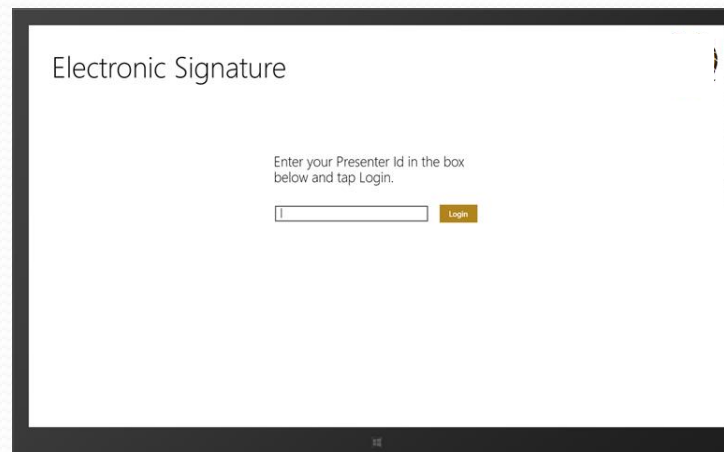 Electronic Signature
Enter your Presenter Id in the box
below and tap Login.
Login